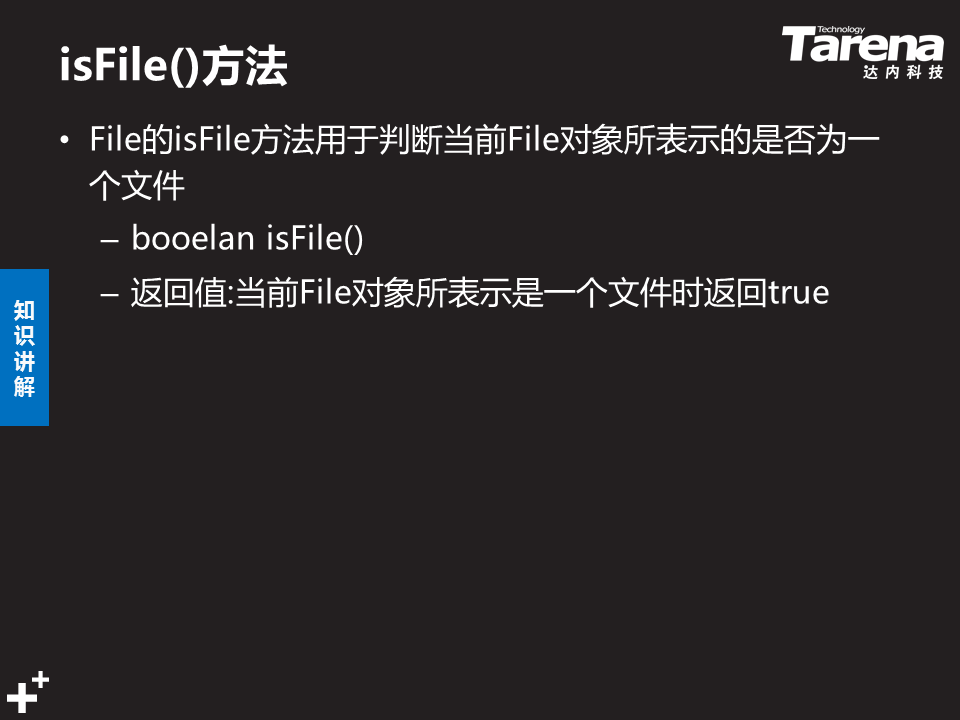 isFile()方法
Technology
Tarena
达内科技
• File的isFile方法用于判断当前File对象所表示的是否为一
个文件
– booelan isFile()
– 返回值:当前File对象所表示是一个文件时返回true
知
识
讲
解